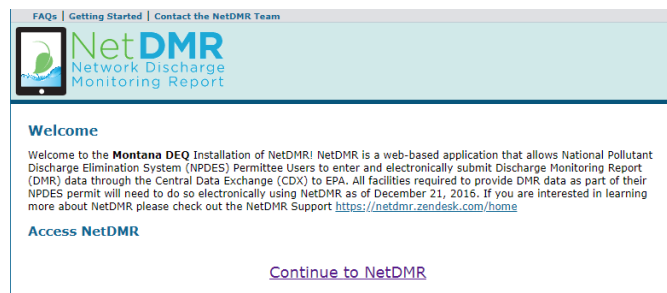 FAQs | Getting Started | Contact the NetDMR Team
NetDMR
Network Discharge
Monitoring Report
Welcome
Welcome to the Montana DEQ Installation of NetDMR! NetDMR is a web-based application that allows National Pollutant
Discharge Elimination System (NPDES) Permittee Users to enter and electronically submit Discharge Monitoring Report
(DMR) data through the Central Data Exchange (CDX) to EPA. All facilities required to provide DMR data as part of their
NPDES permit will need to do so electronically using NetDMR as of December 21, 2016. If you are interested in learning
more about NetDMR please check out the NetDMR Support https://netdmr.zendesk.com/home
Access NetDMR
Continue to NetDMR